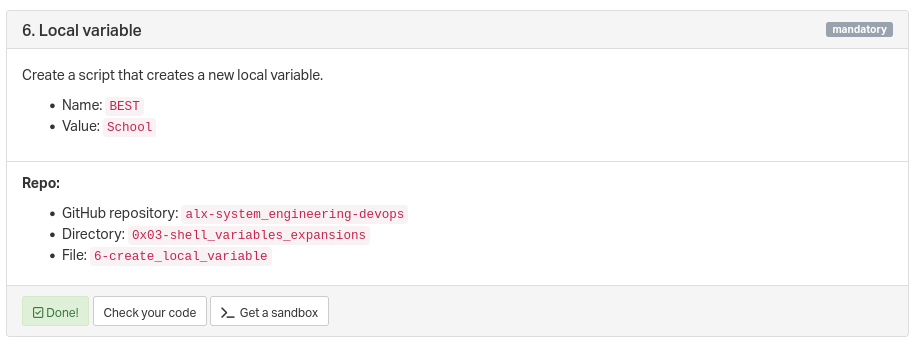 6. Local variable
mandatory
Create a script that creates a new local variable.
• Name: BEST
• Value: School
Repo:
• GitHub repository: alx-system_engineering-devops
• Directory: 0x03-shell_variables_expansions
• File: 6-create_local_variable
Done! Check your code >_ Get a sandbox